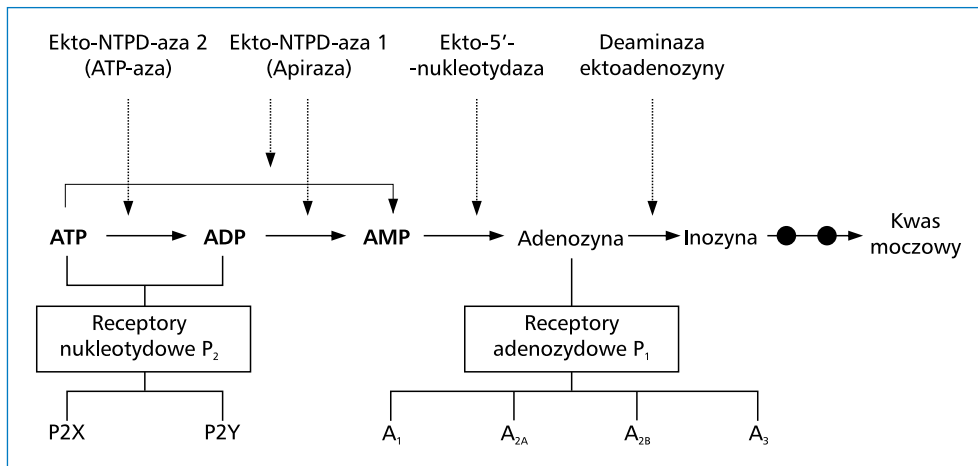 Ekto-NTPD-aza 2
(ATP-aza)
Ekto-NTPD-aza 1
(Apiraza)
Ekto-5’-
-nukleotydaza
Deaminaza
ektoadenozyny
ATP
ADP
AMP
Adenozyna
Inozyna
Kwas
moczowy
Receptory
nukleotydowe P₂
Receptory
adenozydowe P₁
P2X
P2Y
A₁
A₂A
A₂B
A₃